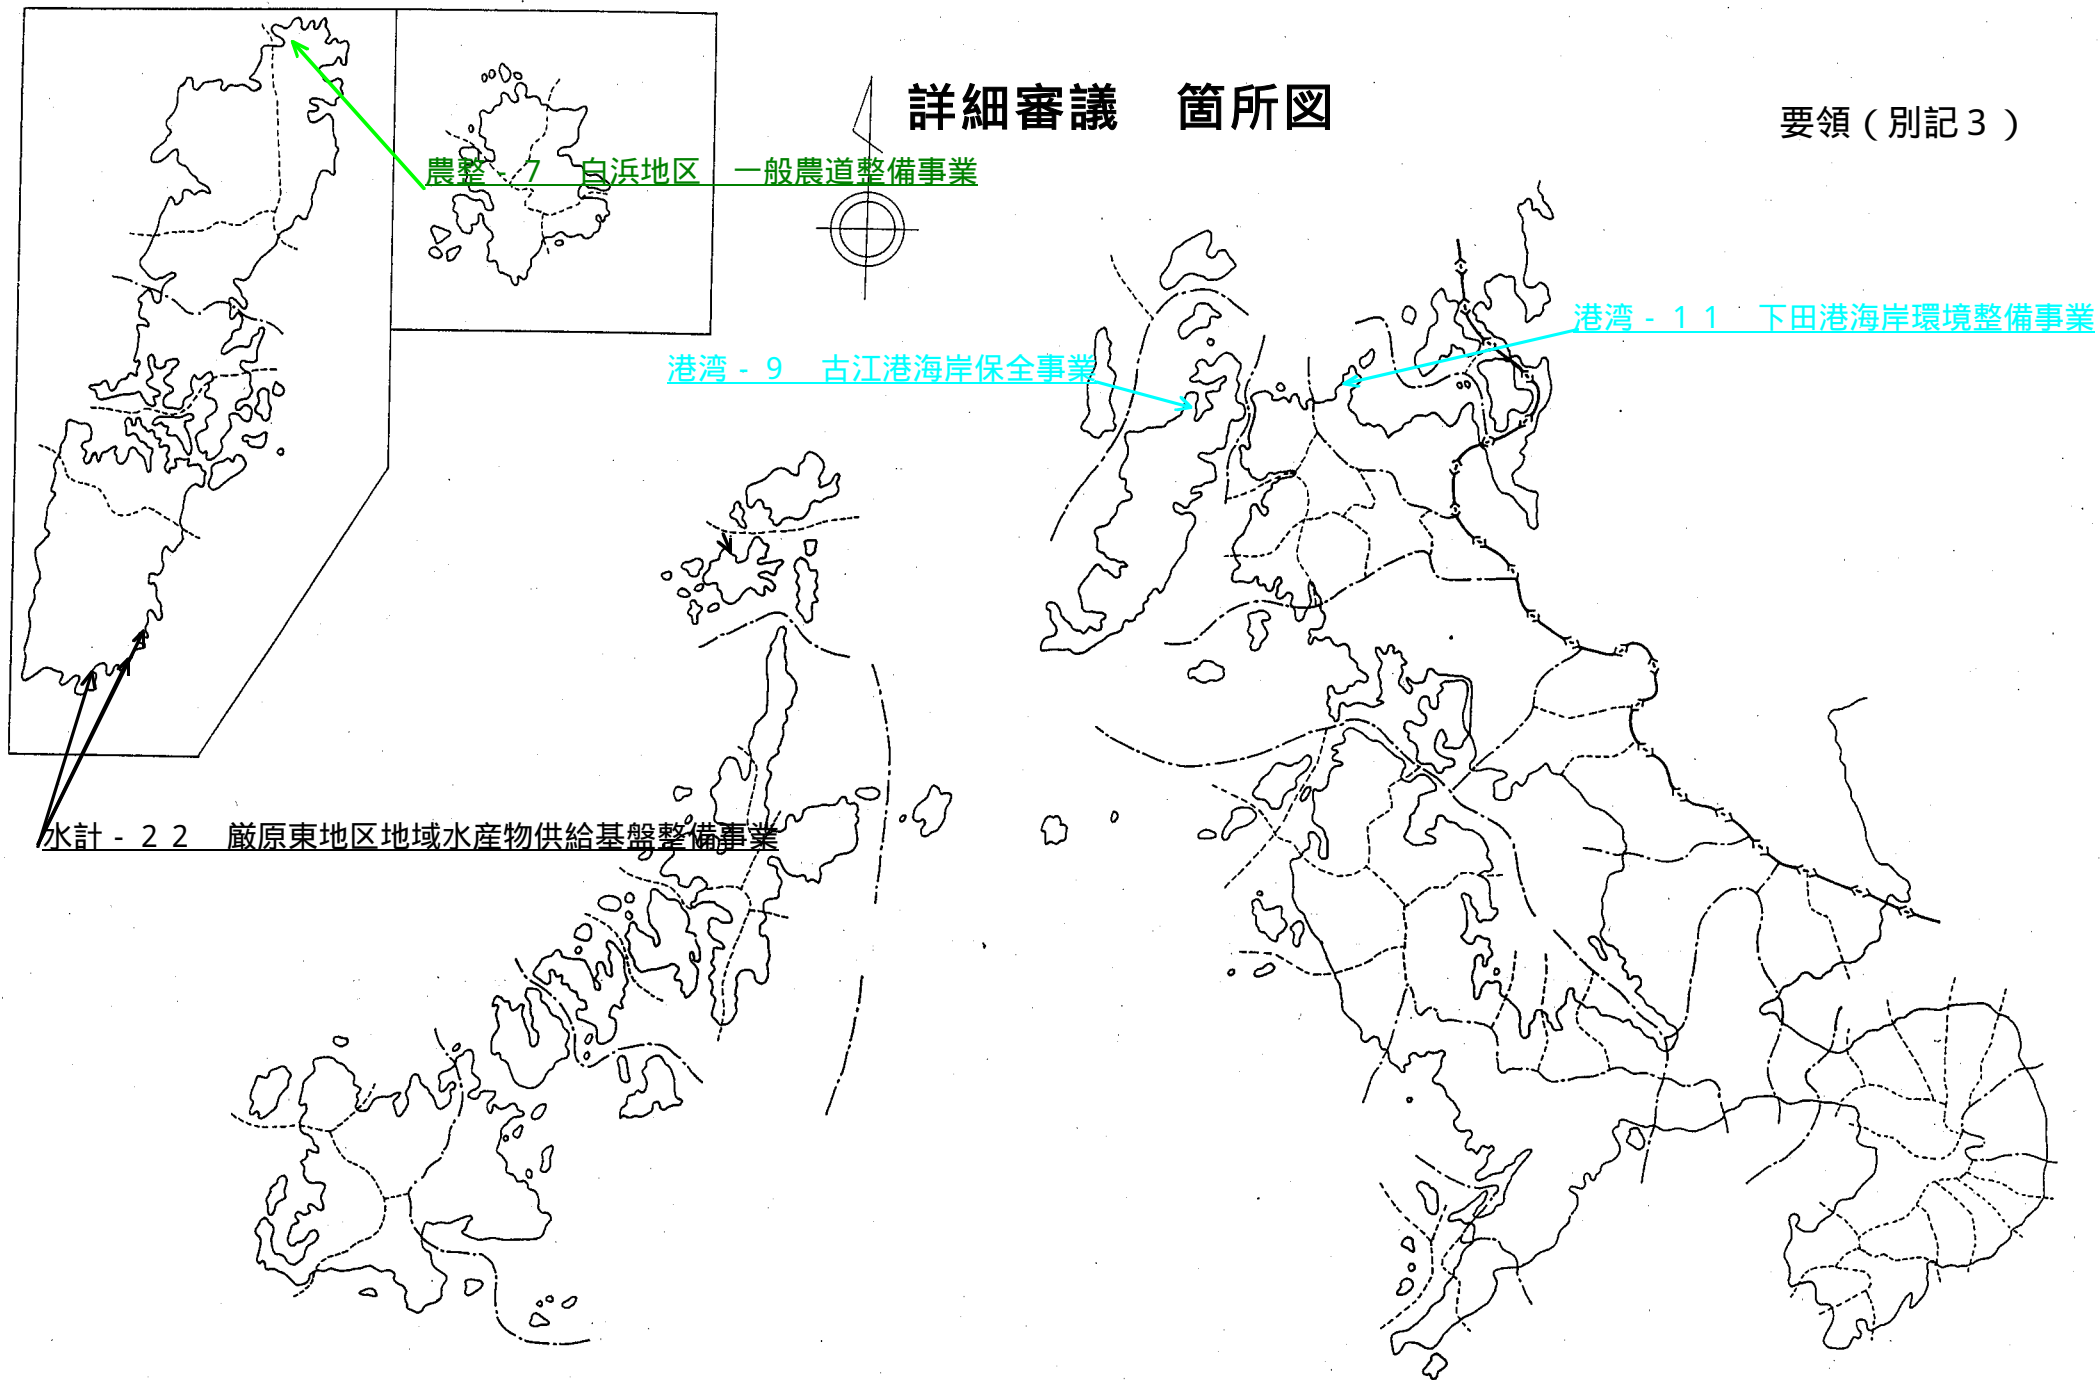 詳細審議　箇所図
要領（別記３）
農整‐７　白浜地区　一般農道整備事業
港湾‐１１　下田港海岸環境整備事業
港湾‐９　古江港海岸保全事業
水計‐２２　厳原東地区地域水産物供給基盤整備事業